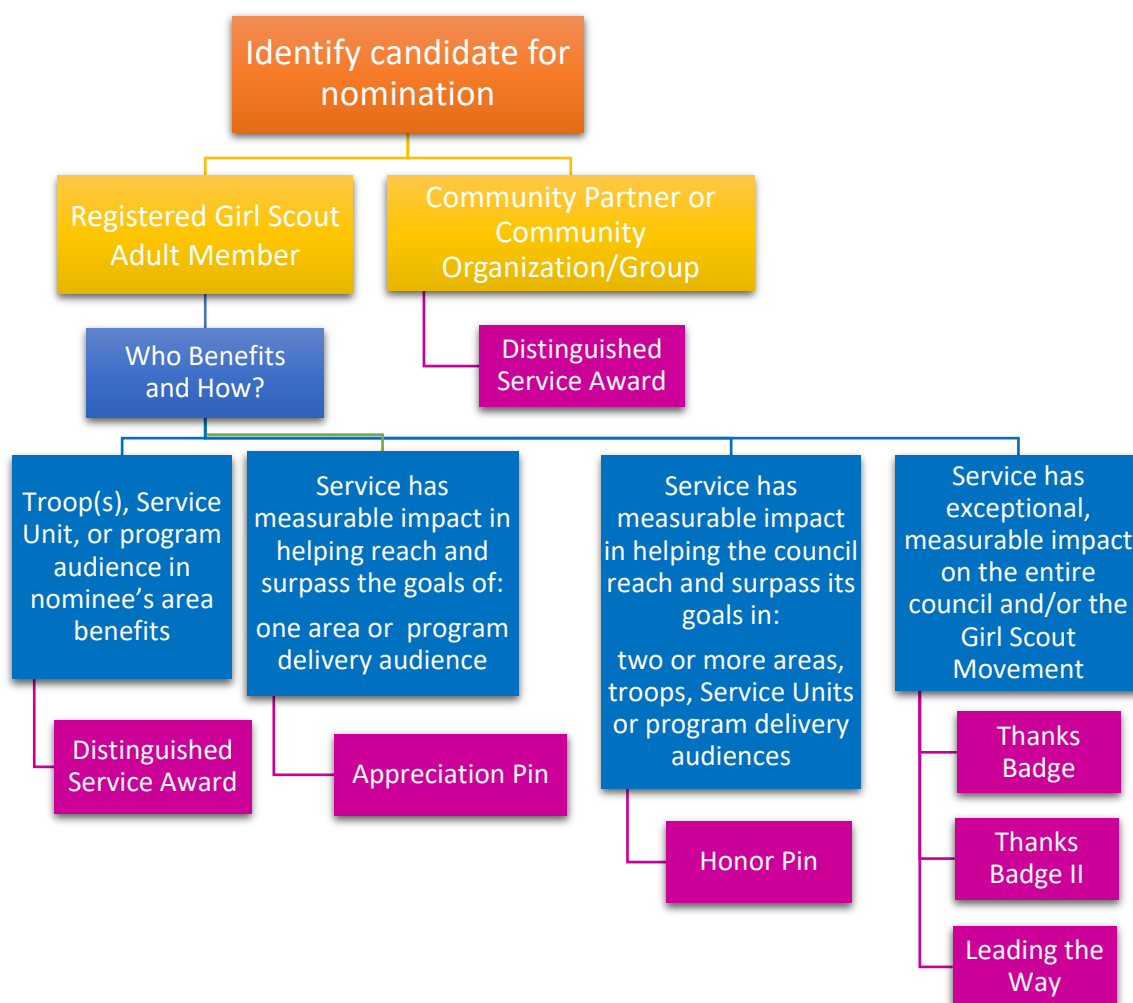 Identify candidate for
nomination
Registered Girl Scout
Adult Member
Community Partner or
Community
Organization/Group
Who Benefits
and How?
Distinguished
Service Award
Troop(s), Service
Unit, or program
audience in
nominee’s area
benefits
Service has
measurable impact in
helping reach and
surpass the goals of:
one area or program
delivery audience
Service has
measurable impact
in helping the council
reach and surpass its
goals in:
two or more areas,
troops, Service Units
or program delivery
audiences
Service has
exceptional,
measurable impact
on the entire
council and/or the
Girl Scout
Movement
Distinguished
Service Award
Appreciation Pin
Honor Pin
Thanks
Badge
Thanks
Badge II
Leading the
Way